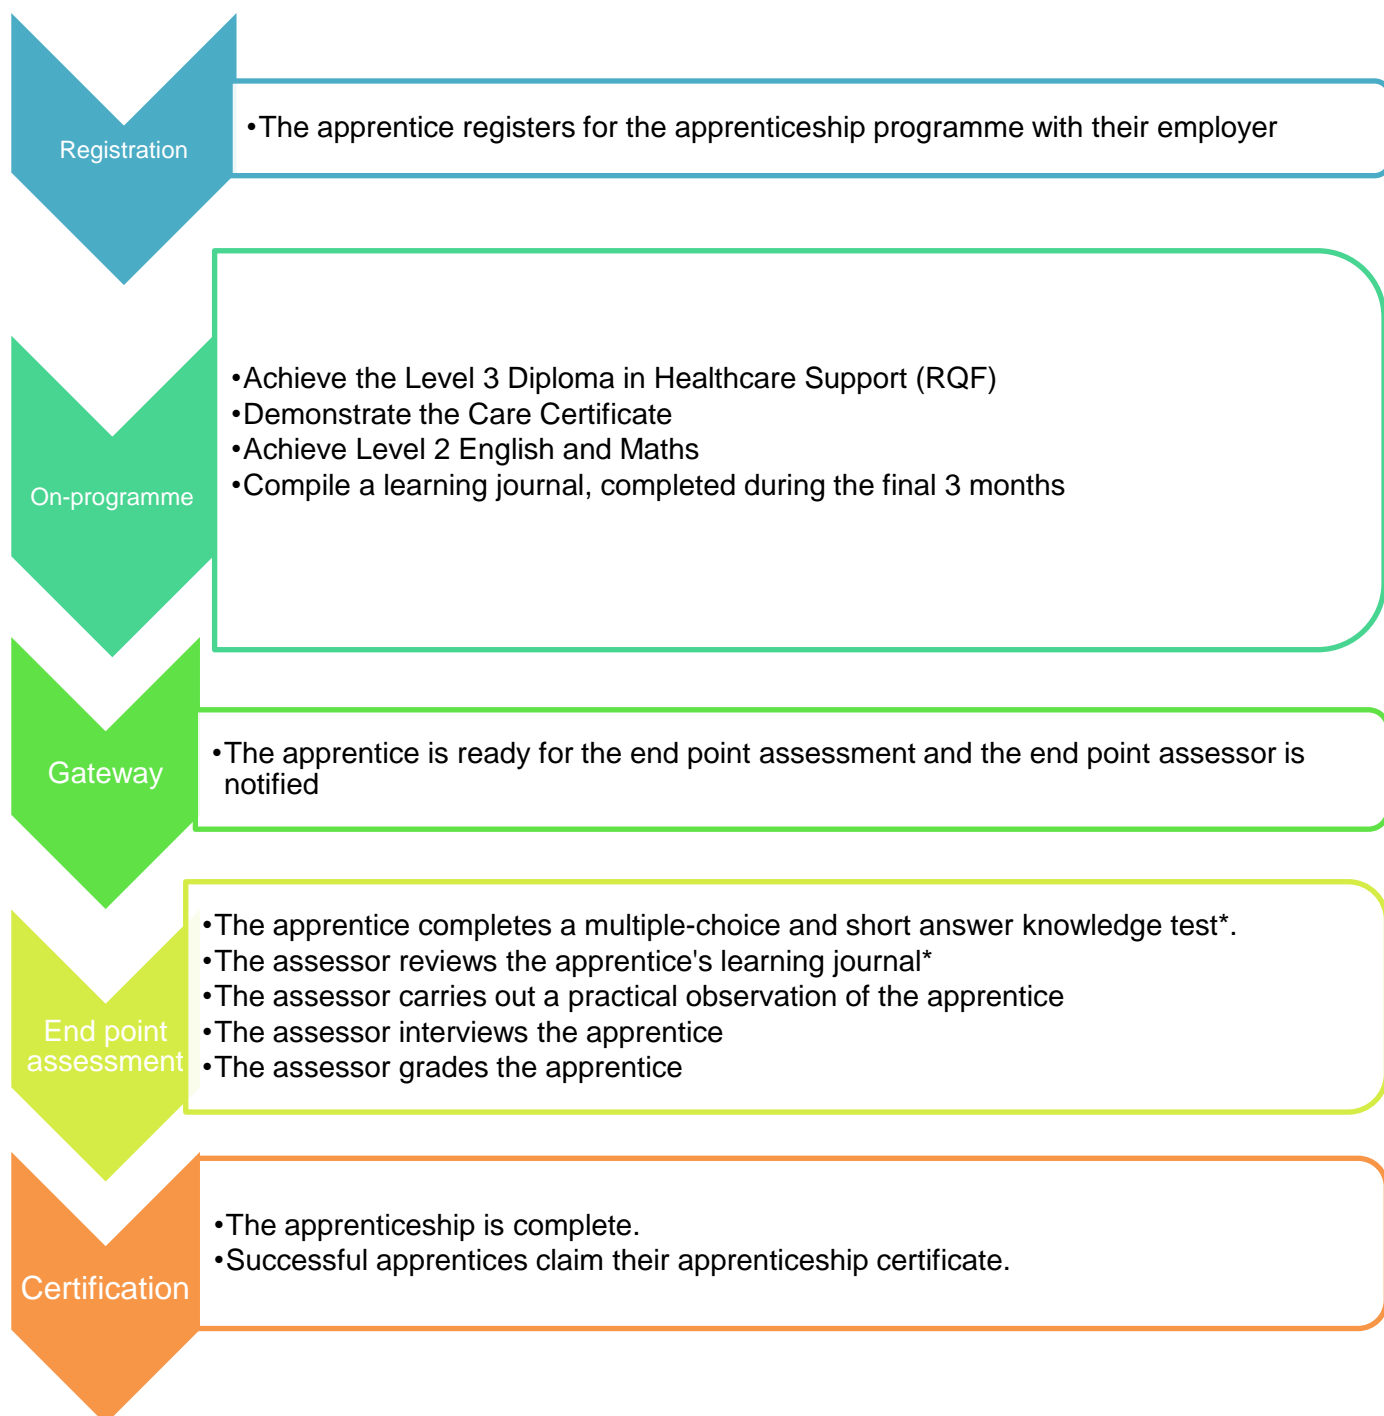 Registration
•The apprentice registers for the apprenticeship programme with their employer
On-programme
•Achieve the Level 3 Diploma in Healthcare Support (RQF)
•Demonstrate the Care Certificate
•Achieve Level 2 English and Maths
•Compile a learning journal, completed during the final 3 months
Gateway
•The apprentice is ready for the end point assessment and the end point assessor is
notified
End point
assessment
•The apprentice completes a multiple-choice and short answer knowledge test*.
•The assessor reviews the apprentice's learning journal*
•The assessor carries out a practical observation of the apprentice
•The assessor interviews the apprentice
•The assessor grades the apprentice
Certification
•The apprenticeship is complete.
•Successful apprentices claim their apprenticeship certificate.